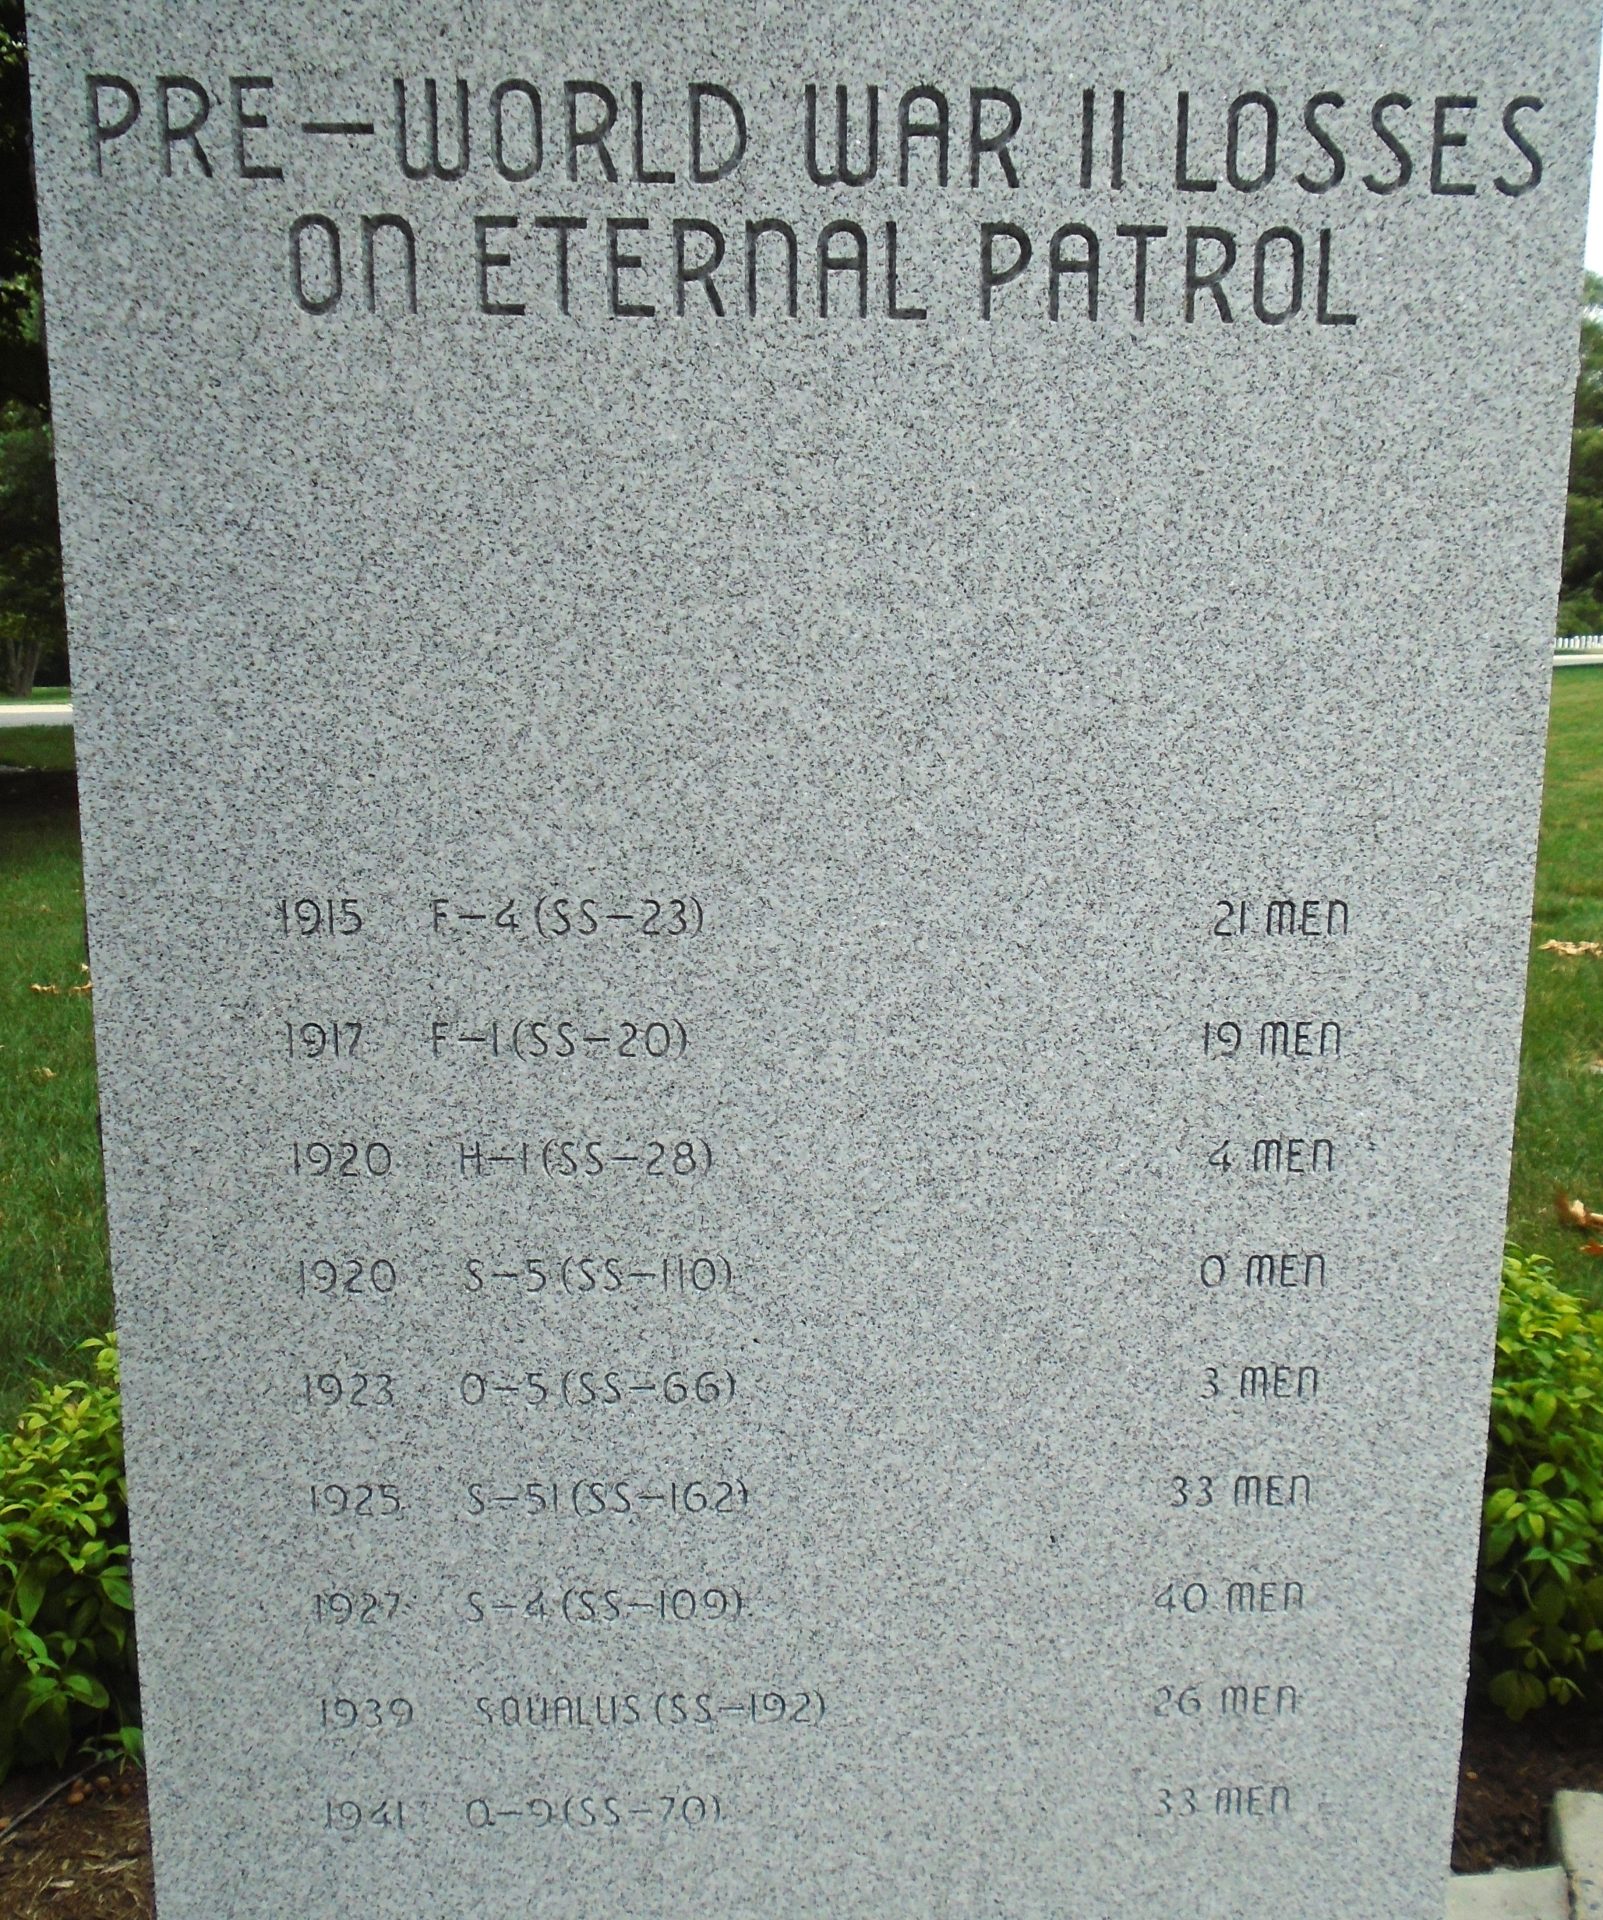 PRE-WORLD WAR II LOSSES
ON ETERNAL PATROL
1915 F-4 (SS-23) 21 MEN
1917 F-1 (SS-20) 19 MEN
1920 H-1 (SS-28) 4 MEN
1920 S-5 (SS-110) 0 MEN
1923 O-5 (SS-66) 3 MEN
1925 S-51 (SS-162) 33 MEN
1927 S-4 (SS-109) 40 MEN
1939 SQUALUS (SS-192) 26 MEN
1941 O-9 (SS-70) 33 MEN